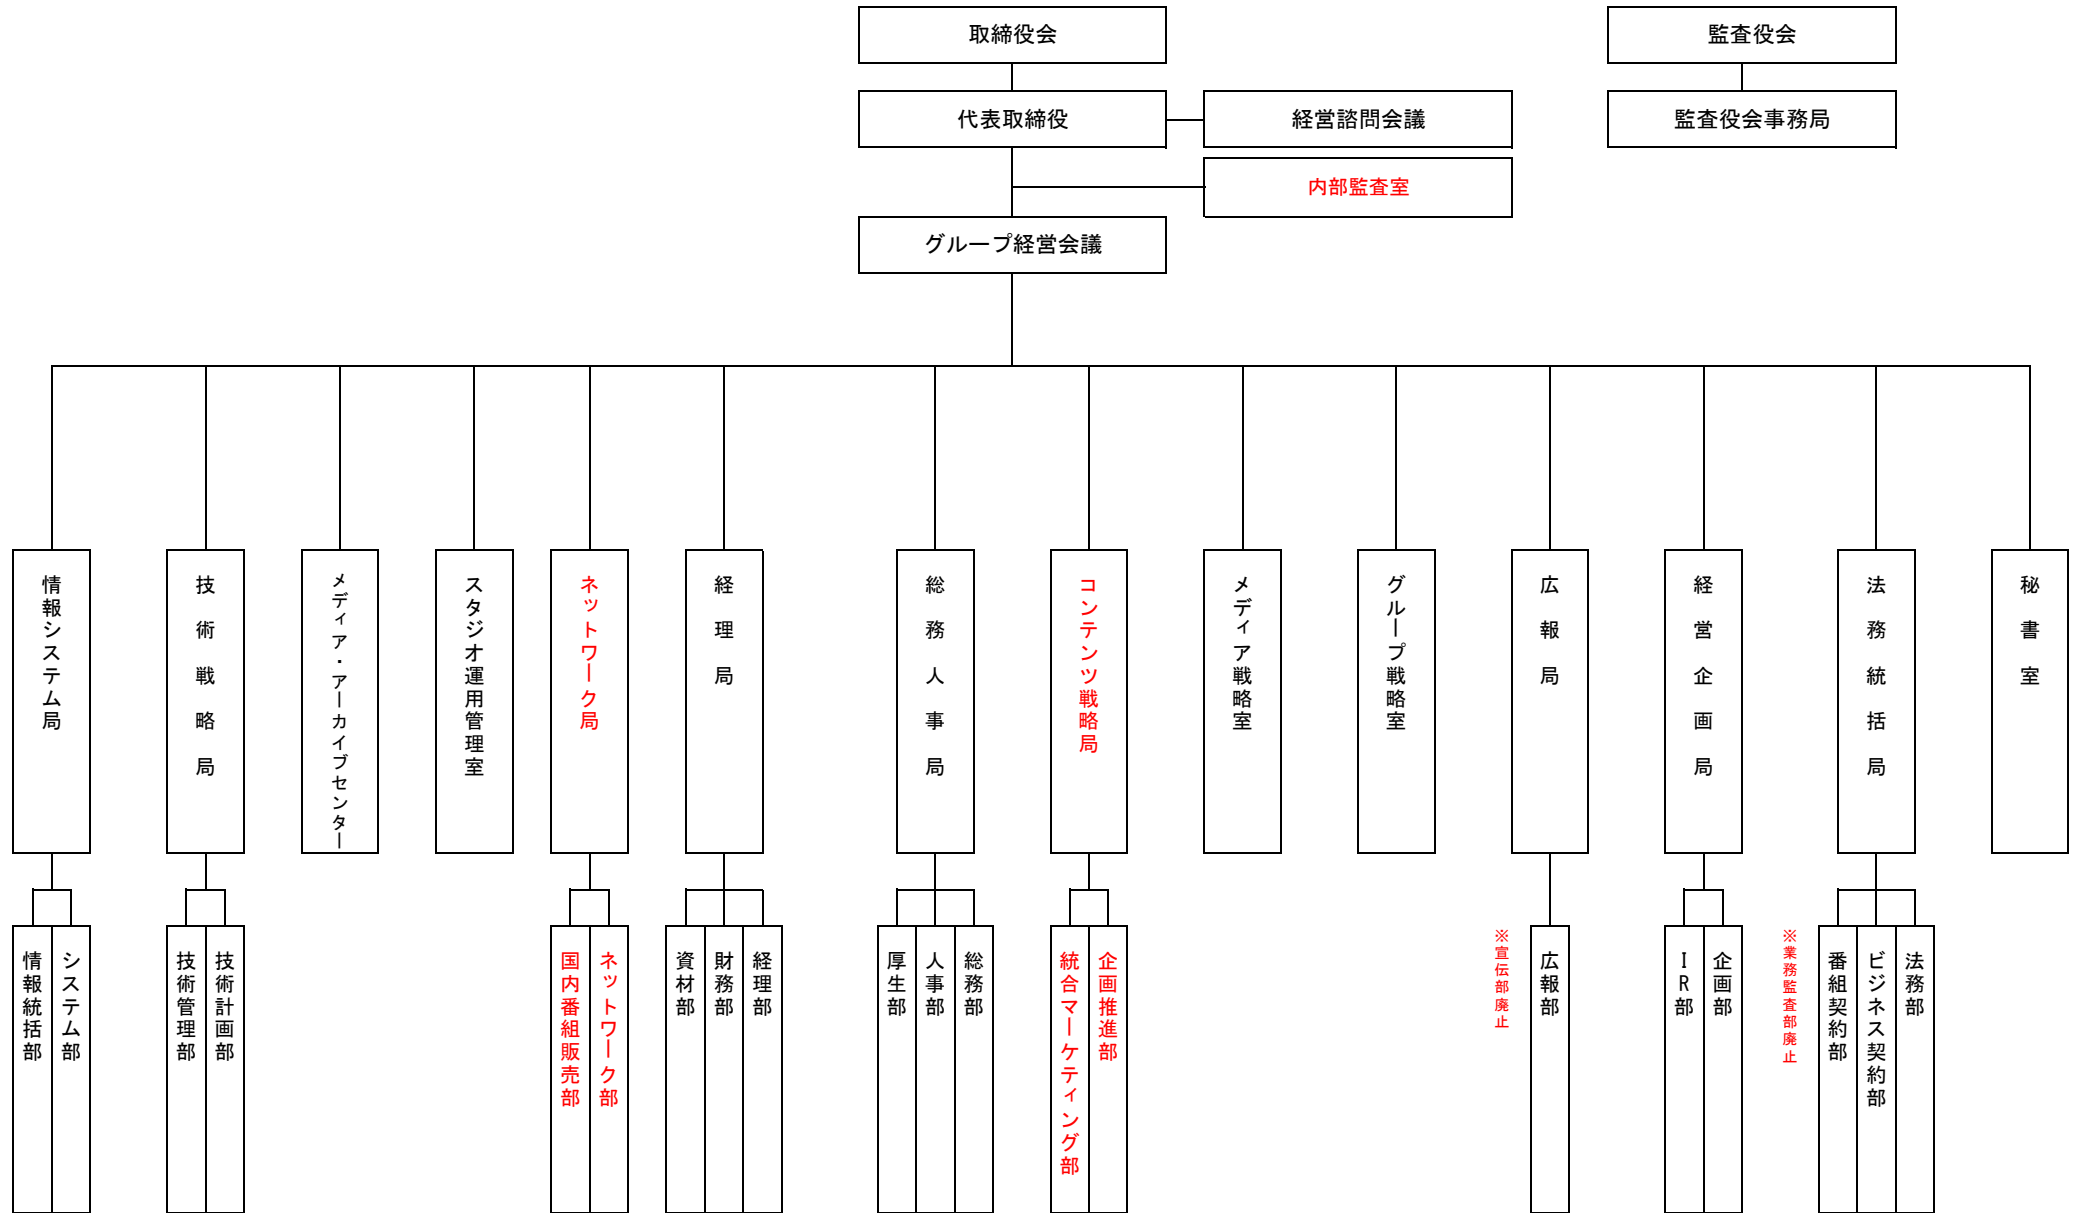 取締役会
監査役会
代表取締役
経営諮問会議
監査役会事務局
内部監査室
グループ経営会議
情報システム局
技術戦略局
メディア・アーカイブセンター
スタジオ運用管理室
ネットワーク局
経理局
総務人事局
コンテンツ戦略局
メディア戦略室
グループ戦略室
広報局
経営企画局
法務統括局
秘書室
情報統括部
システム部
技術管理部
技術計画部
国内番組販売部
ネットワーク部
資材部
財務部
経理部
厚生部
人事部
総務部
統合マーケティング部
企画推進部
※宣伝部廃止
広報部
IR部
企画部
※業務監査部廃止
番組契約部
ビジネス契約部
法務部